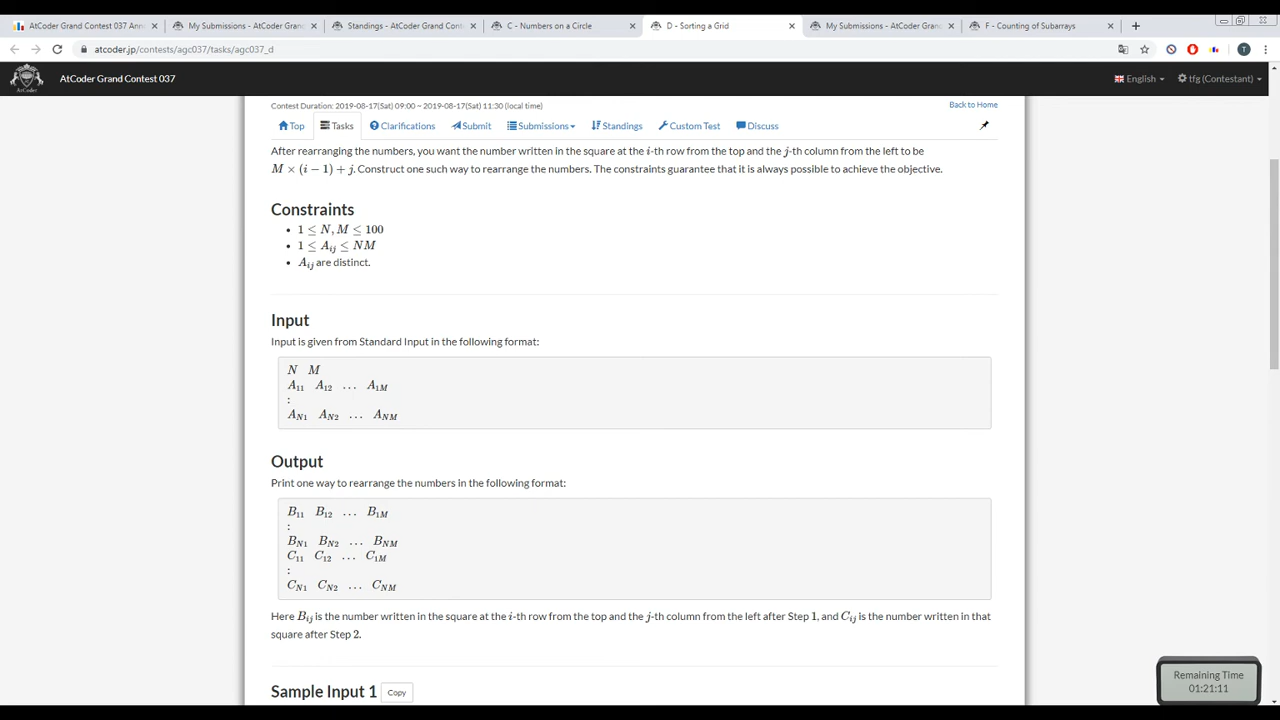 AtCoder Grand Contest 037 Ann
My Submissions - AtCoder Gran
Standings - AtCoder Grand Cont
C - Numbers on a Circle
D - Sorting a Grid
My Submissions - AtCoder Gran
F - Counting of Subarrays
atcoder.jp/contests/agc037/tasks/agc037_d
T
AtCoder Grand Contest 037
English
tfg (Contestant)
Contest Duration: 2019-08-17(Sat) 09:00 ~ 2019-08-17(Sat) 11:30 (local time)
Back to Home
Top
Tasks
Clarifications
Submit
Submissions
Standings
Custom Test
Discuss
After rearranging the numbers, you want the number written in the square at the i-th row from the top and the j-th column from the left to be
M × (i − 1) + j. Construct one such way to rearrange the numbers. The constraints guarantee that it is always possible to achieve the objective.
Constraints
• 1 ≤ N, M ≤ 100
• 1 ≤ A_ij ≤ NM
• A_ij are distinct.
Input
Input is given from Standard Input in the following format:
N M
A_11 A_12 … A_1M
:
A_N1 A_N2 … A_NM
Output
Print one way to rearrange the numbers in the following format:
B_11 B_12 … B_1M
:
B_N1 B_N2 … B_NM
C_11 C_12 … C_1M
:
C_N1 C_N2 … C_NM
Here B_ij is the number written in the square at the i-th row from the top and the j-th column from the left after Step 1, and C_ij is the number written in that
square after Step 2.
Sample Input 1
Copy
Remaining Time
01:21:11